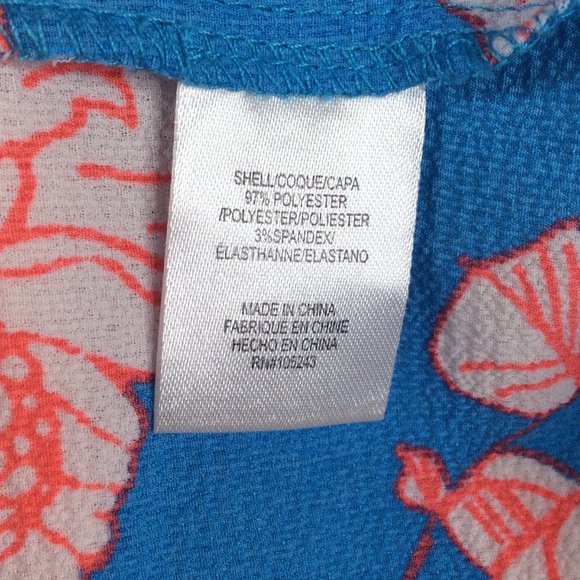 SHELL/COQUE/CAPA
97% POLYESTER
/POLYESTER/POLIESTER
3%SPANDEX/
ÉLASTHANNE/ELASTANO
MADE IN CHINA
FABRIQUE EN CHINE
HECHO EN CHINA
RN#106243